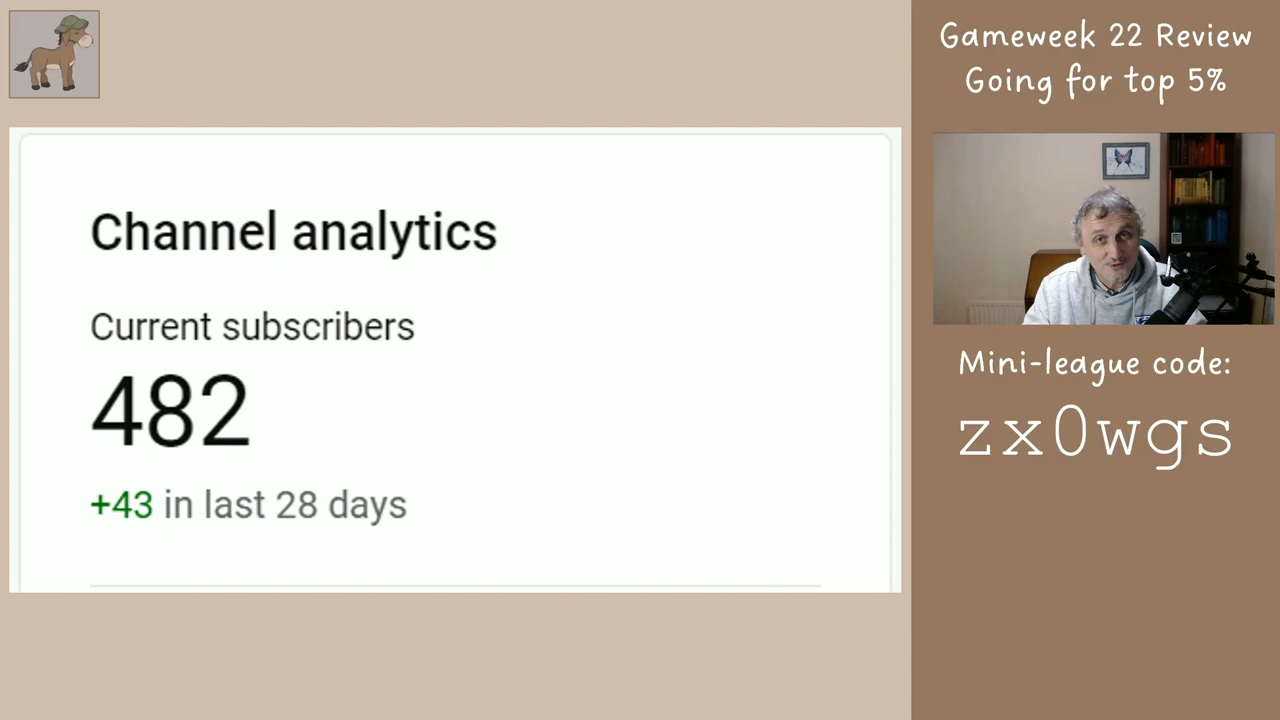 Channel analytics
Current subscribers
482
+43 in last 28 days
Gameweek 22 Review
Going for top 5%
Mini-league code:
zx0wgs